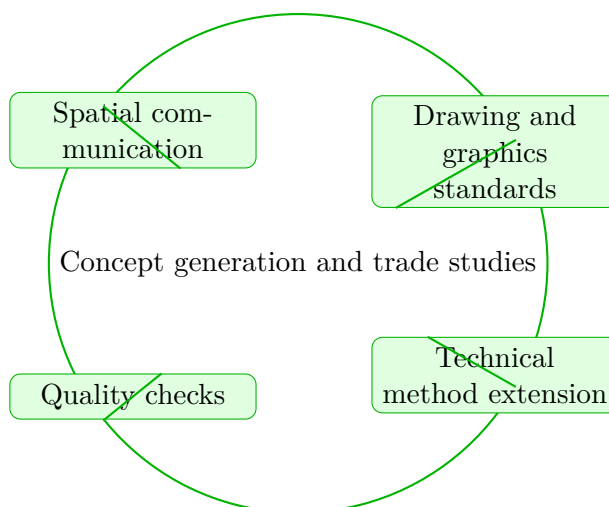 Spatial com-
munication
Drawing and
graphics
standards
Concept generation and trade studies
Technical
method extension
Quality checks